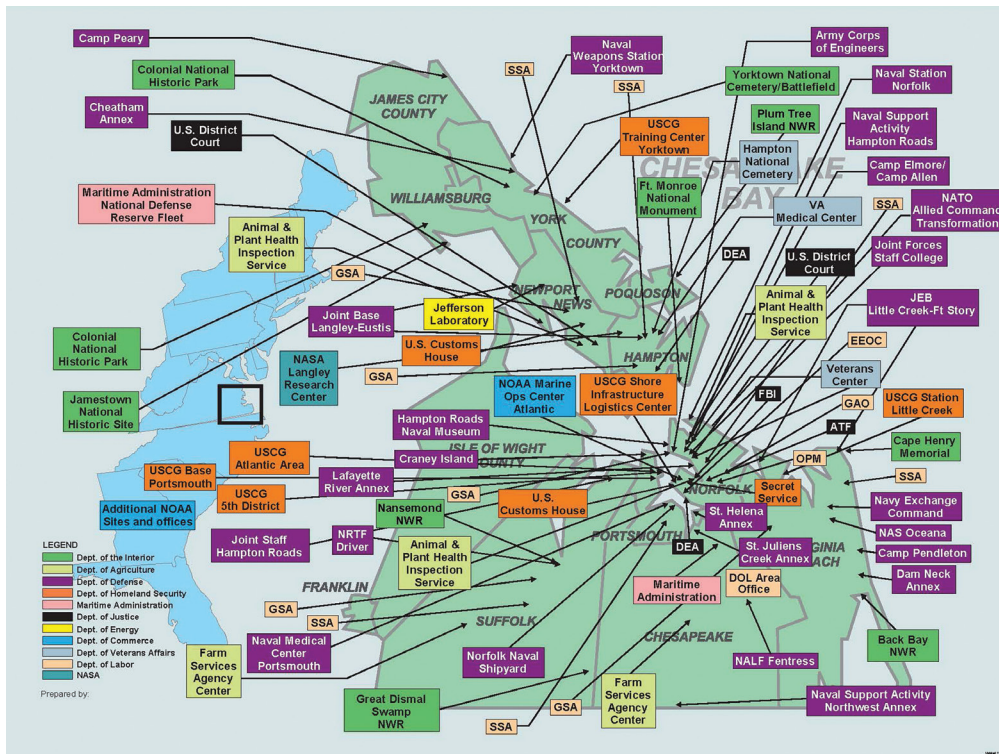 Camp Peary
Colonial National
Historic Park
Cheatham
Annex
U.S. District
Court
Maritime Administration
National Defense
Reserve Fleet
Animal &
Plant Health
Inspection
Service
GSA
Colonial
National
Historic Park
Jamestown
National
Historic Site
JAMES CITY
COUNTY
WILLIAMSBURG
YORK
COUNTY
NEWPORT
NEWS
POQUOSON
HAMPTON
CHESAPEAKE
BAY
SSA
Naval
Weapons Station
Yorktown
SSA
USCG
Training Center
Yorktown
Ft. Monroe
National
Monument
Army Corps
of Engineers
Yorktown National
Cemetery/Battlefield
Plum Tree
Island NWR
Hampton
National
Cemetery
VA
Medical Center
Naval Station
Norfolk
Naval Support
Activity
Hampton Roads
Camp Elmore/
Camp Allen
SSA
NATO
Allied Command
Transformation
DEA
U.S. District
Court
Joint Forces
Staff College
Animal &
Plant Health
Inspection
Service
JEB
Little Creek-Ft Story
EEOC
Veterans
Center
FBI
GAO
USCG Station
Little Creek
ATF
Cape Henry
Memorial
OPM
SSA
Joint Base
Langley-Eustis
Jefferson
Laboratory
U.S. Customs
House
NASA
Langley
Research
Center
GSA
NOAA Marine
Ops Center
Atlantic
USCG Shore
Infrastructure
Logistics Center
Hampton Roads
Naval Museum
ISLE OF WIGHT
COUNTY
Craney Island
USCG
Atlantic Area
USCG Base
Portsmouth
Lafayette
River Annex
USCG
5th District
GSA
Additional NOAA
Sites and offices
Nansemond
NWR
U.S.
Customs House
NORFOLK
Secret
Service
St. Helena
Annex
Navy Exchange
Command
NAS Oceana
Camp Pendleton
Dam Neck
Annex
Joint Staff
Hampton Roads
NRTF
Driver
Animal &
Plant Health
Inspection
Service
PORTSMOUTH
DEA
St. Juliens
Creek Annex
GINIA
ACH
Maritime
Administration
DOL Area
Office
FRANKLIN
GSA
SSA
SUFFOLK
CHESAPEAKE
Naval Medical
Center
Portsmouth
Norfolk Naval
Shipyard
NALF Fentress
Back Bay
NWR
Farm
Services
Agency
Center
Great Dismal
Swamp
NWR
SSA
GSA
Farm
Services
Agency
Center
Naval Support Activity
Northwest Annex
LEGEND
Dept. of the Interior
Dept. of Agriculture
Dept. of Defense
Dept. of Homeland Security
Maritime Administration
Dept. of Justice
Dept. of Energy
Dept. of Commerce
Dept. of Veterans Affairs
Dept. of Labor
NASA
Prepared by: